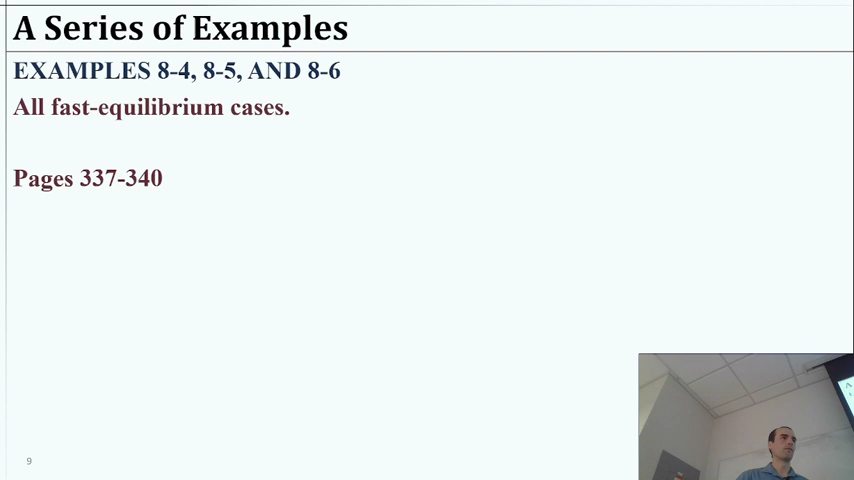 A Series of Examples
EXAMPLES 8-4, 8-5, AND 8-6
All fast-equilibrium cases.
Pages 337-340
9